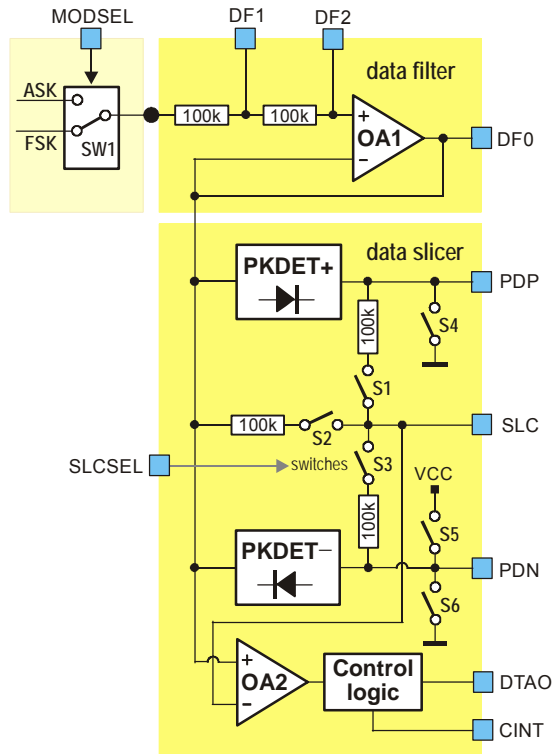 MODSEL
DF1
DF2
data filter
ASK
FSK
SW1
100k
100k
+
−
OA1
DF0
data slicer
PKDET+
PDP
100k
S4
S1
100k
S2
SLC
SLCSEL
switches
S3
VCC
100k
S5
PKDET−
PDN
S6
+
−
OA2
Control
logic
DTAO
CINT